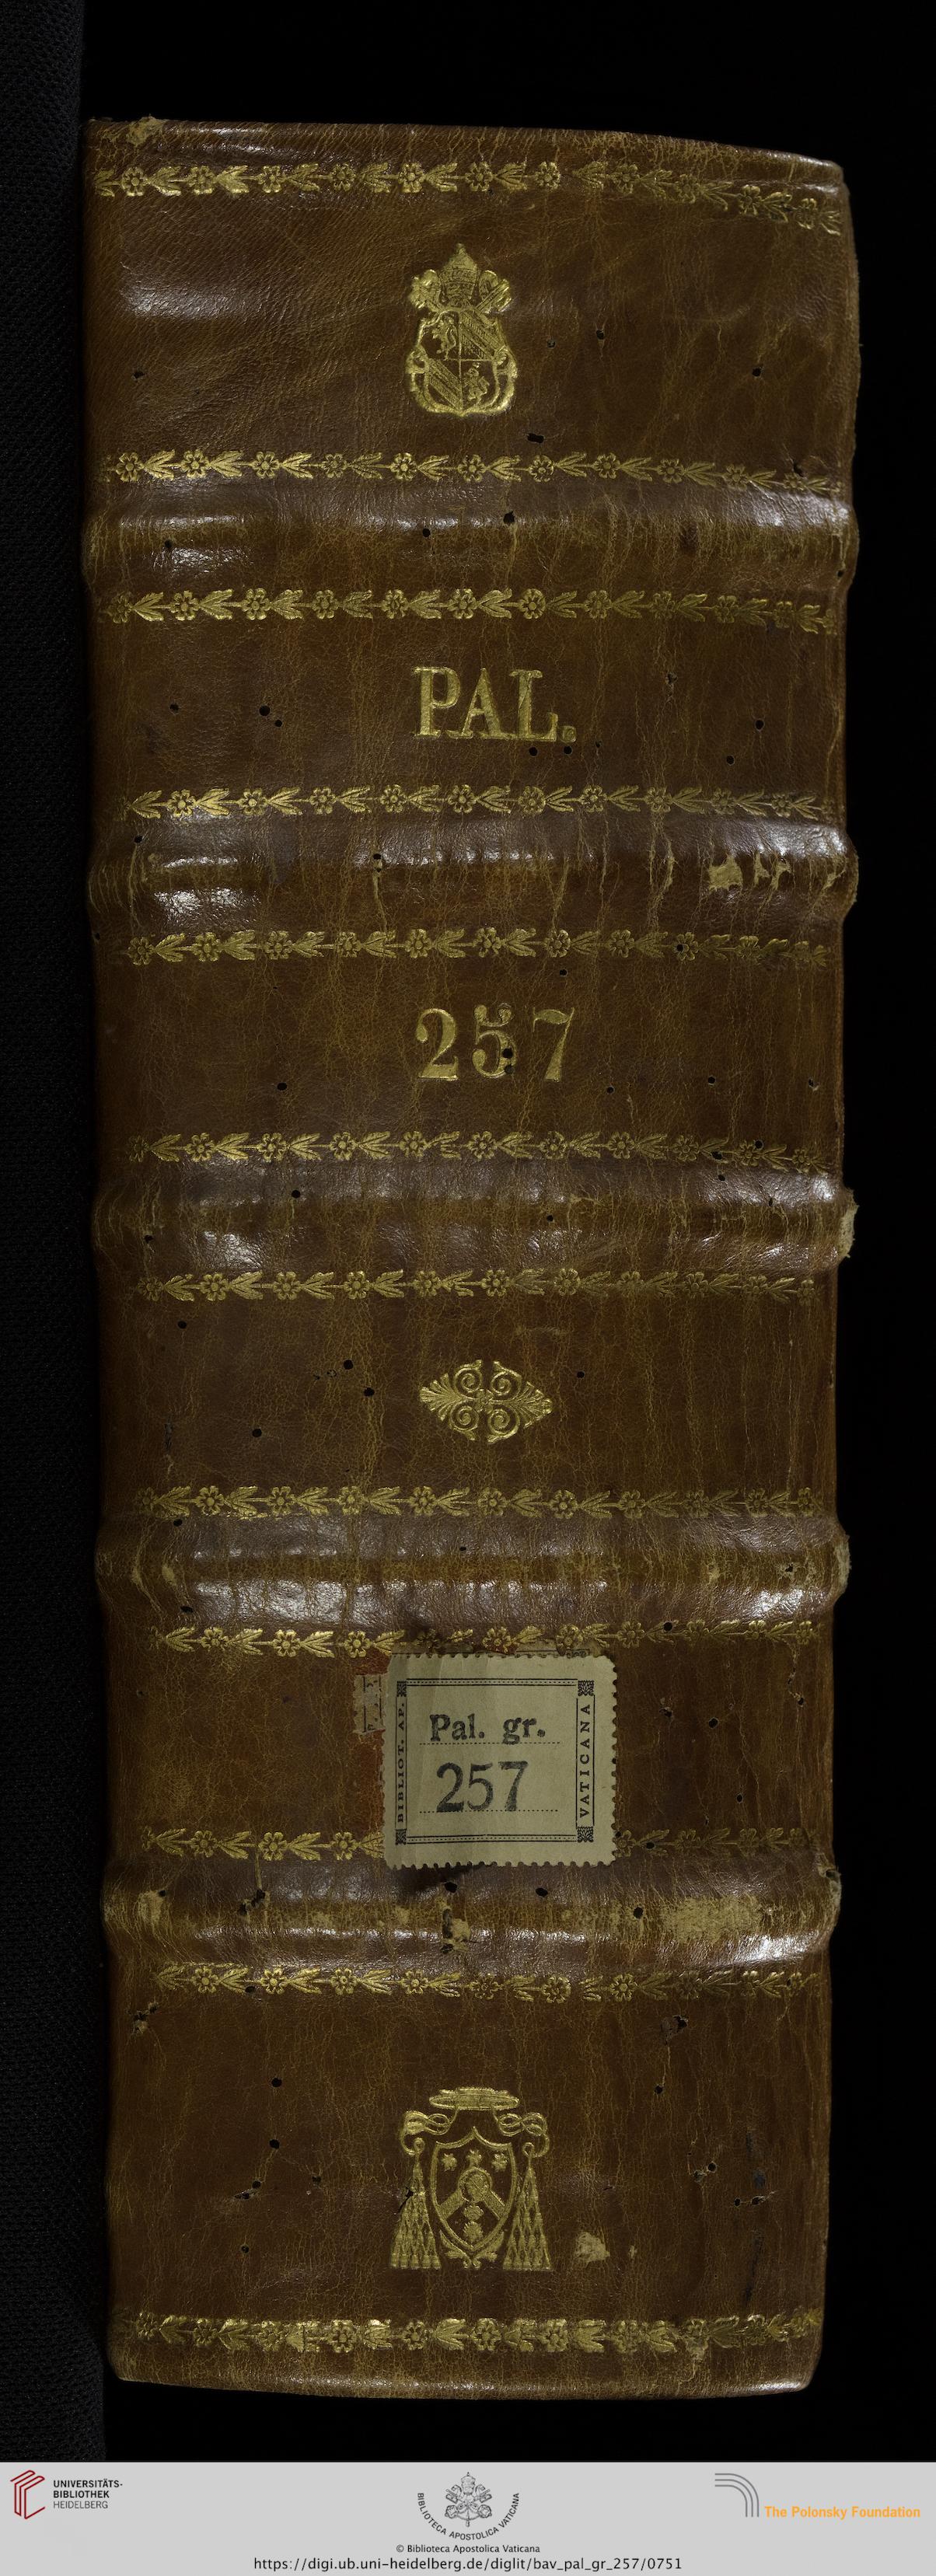 PAL.
257
BIBLIOT. AP.
Pal. gr.
257
VATICANA
UNIVERSITÄTS-
BIBLIOTHEK
HEIDELBERG
BIBLIOTECA APOSTOLICA VATICANA
The Polonsky Foundation
© Biblioteca Apostolica Vaticana
https://digi.ub.uni-heidelberg.de/diglit/bav_pal_gr_257/0751